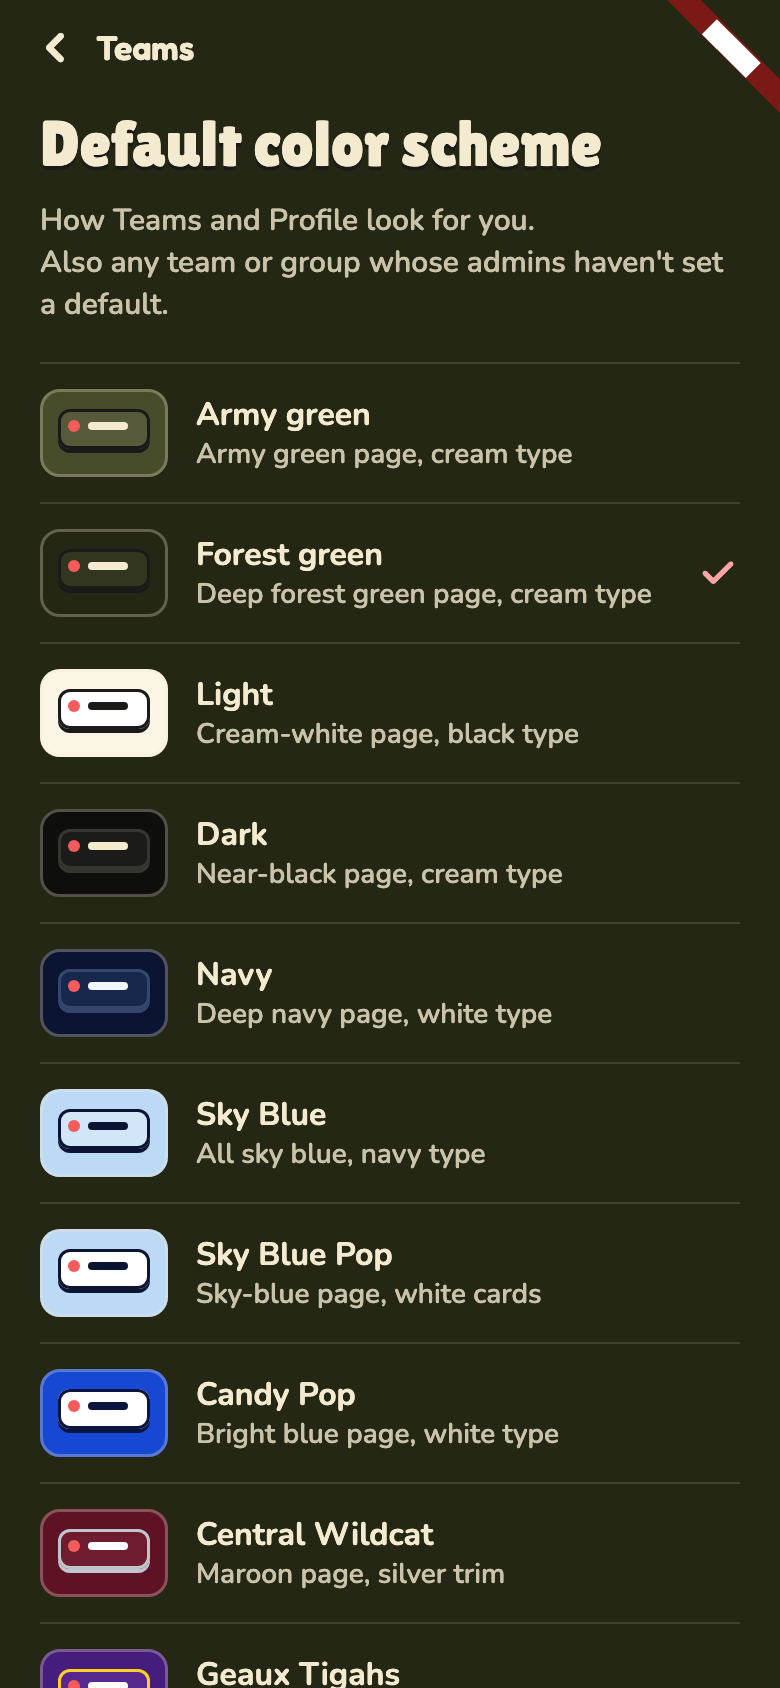 Teams
Default color scheme
How Teams and Profile look for you.
Also any team or group whose admins haven't set
a default.
Army green
Army green page, cream type
Forest green
Deep forest green page, cream type
Light
Cream-white page, black type
Dark
Near-black page, cream type
Navy
Deep navy page, white type
Sky Blue
All sky blue, navy type
Sky Blue Pop
Sky-blue page, white cards
Candy Pop
Bright blue page, white type
Central Wildcat
Maroon page, silver trim
Geaux Tigahs